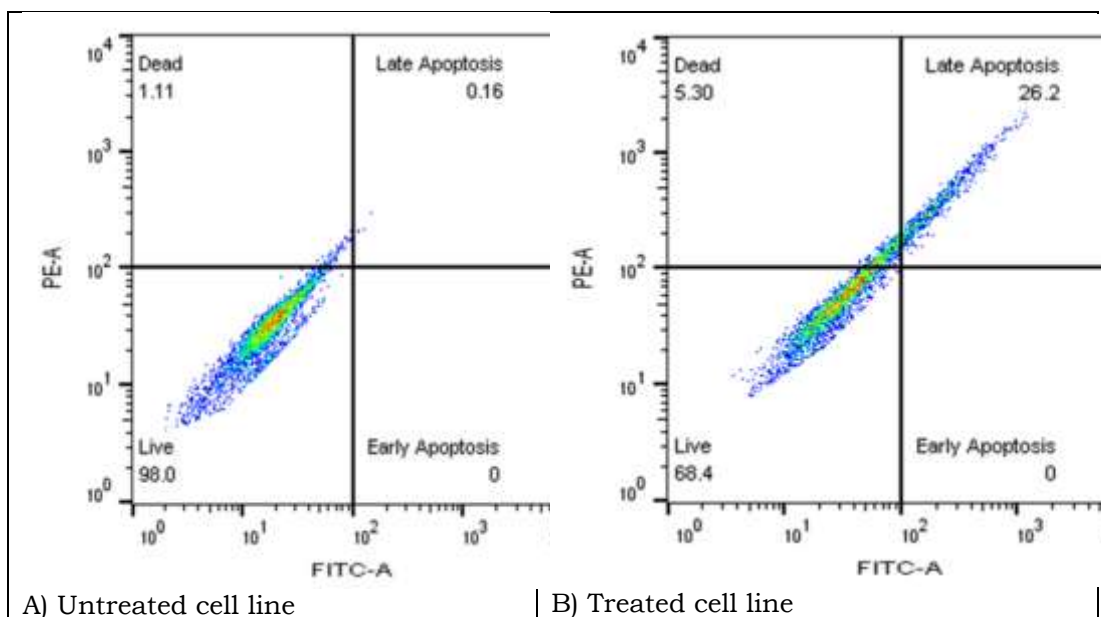 10^4
Dead
1.11
Late Apoptosis
0.16
10^3
PE-A
10^2
10^1
Live
98.0
Early Apoptosis
0
10^0
10^0 10^1 10^2 10^3
FITC-A
A) Untreated cell line
10^4
Dead
5.30
Late Apoptosis
26.2
10^3
PE-A
10^2
10^1
Live
68.4
Early Apoptosis
0
10^0
10^0 10^1 10^2 10^3
FITC-A
B) Treated cell line